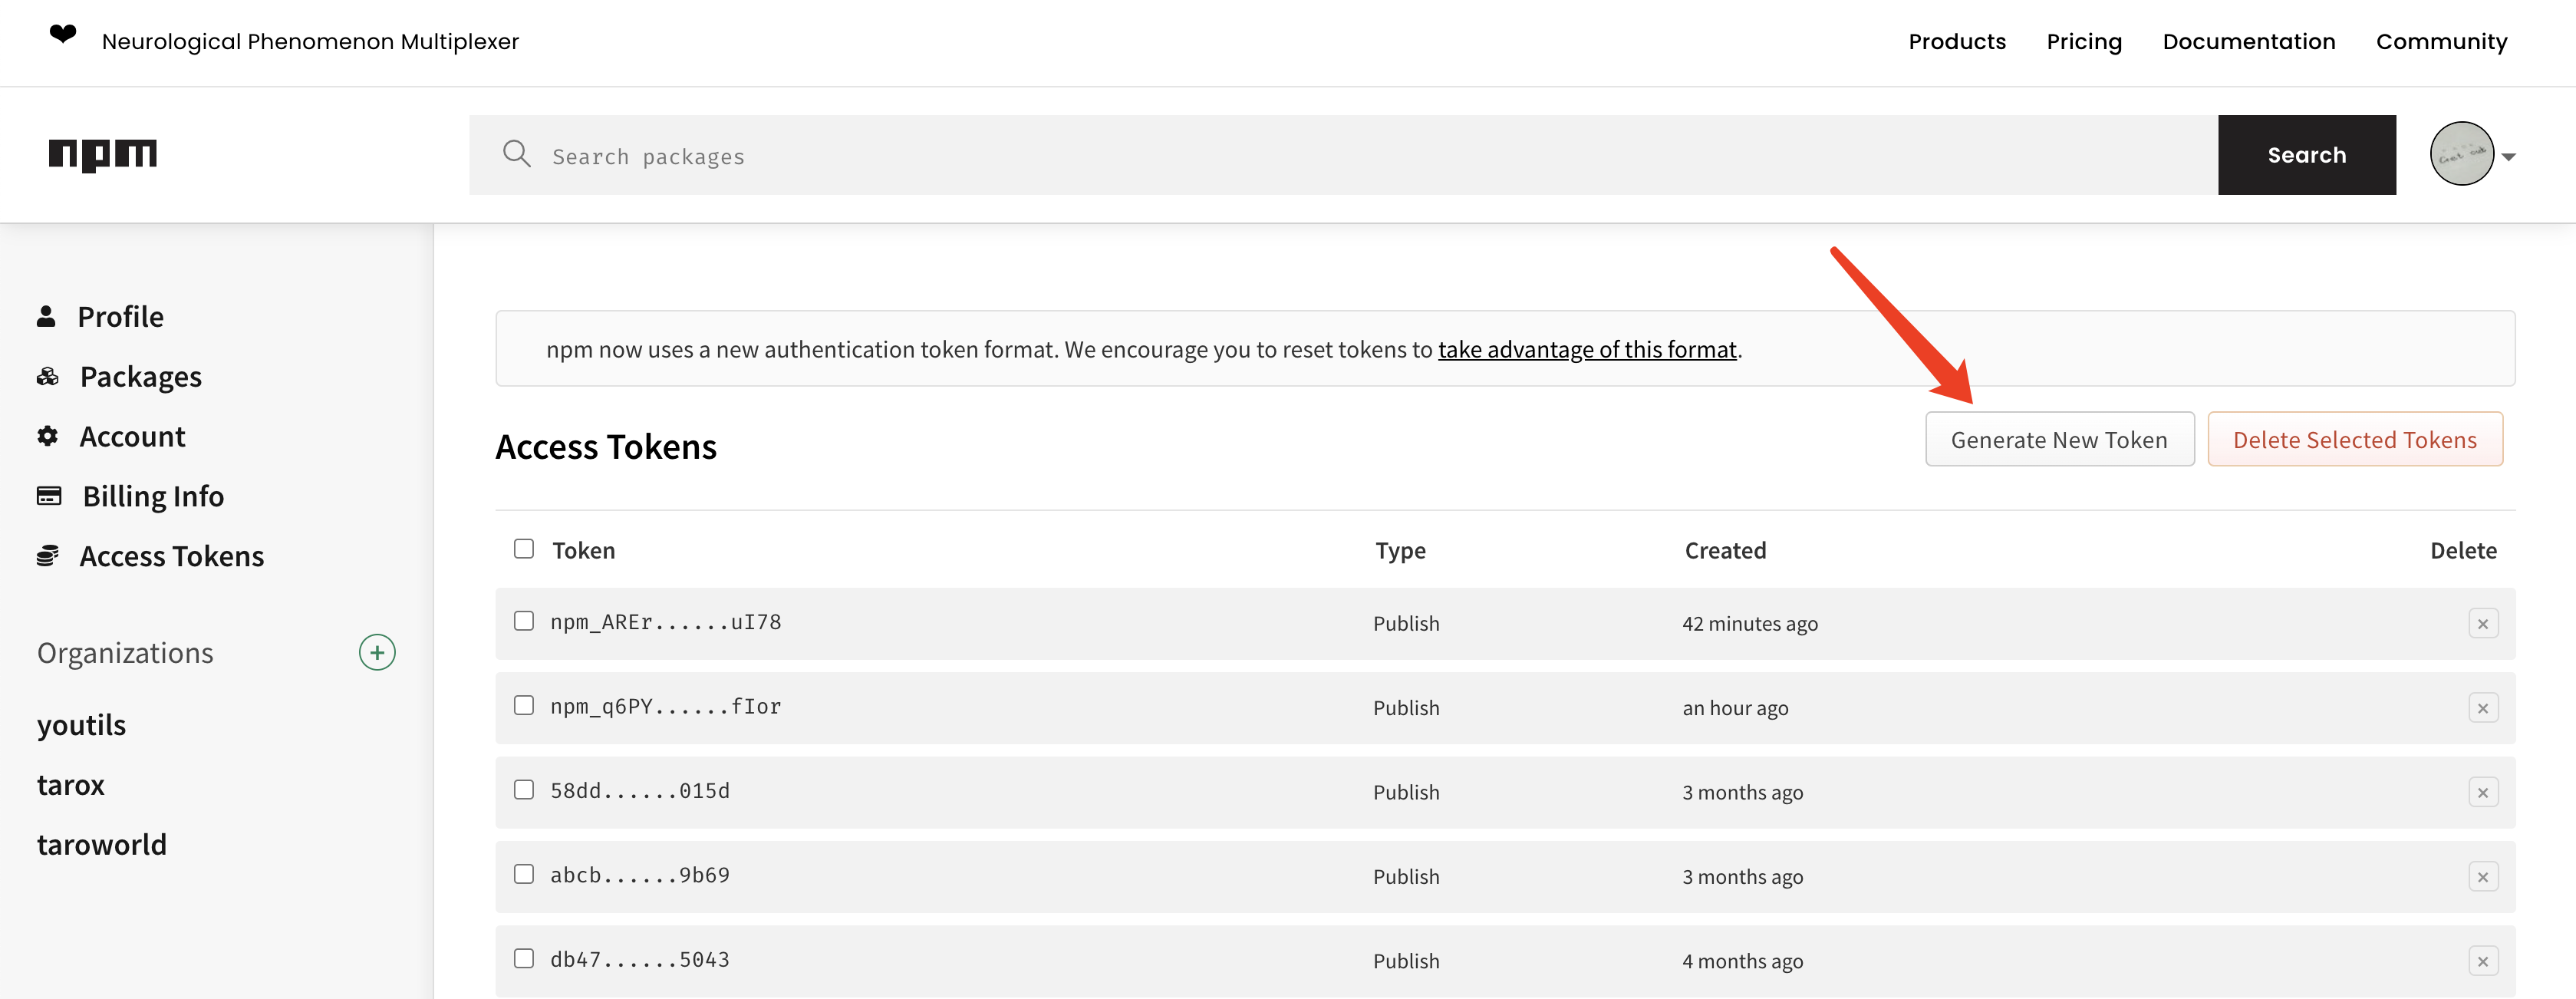 ❤ Neurological Phenomenon Multiplexer
Products Pricing Documentation Community
npm
Search packages
Search
Get out
Profile
Packages
Account
Billing Info
Access Tokens
Organizations
youtils
tarox
taroworld
npm now uses a new authentication token format. We encourage you to reset tokens to take advantage of this format.
Access Tokens
Generate New Token
Delete Selected Tokens
Token Type Created Delete
npm_AREr......uI78 Publish 42 minutes ago
npm_q6PY......fIor Publish an hour ago
58dd......015d Publish 3 months ago
abcb......9b69 Publish 3 months ago
db47......5043 Publish 4 months ago